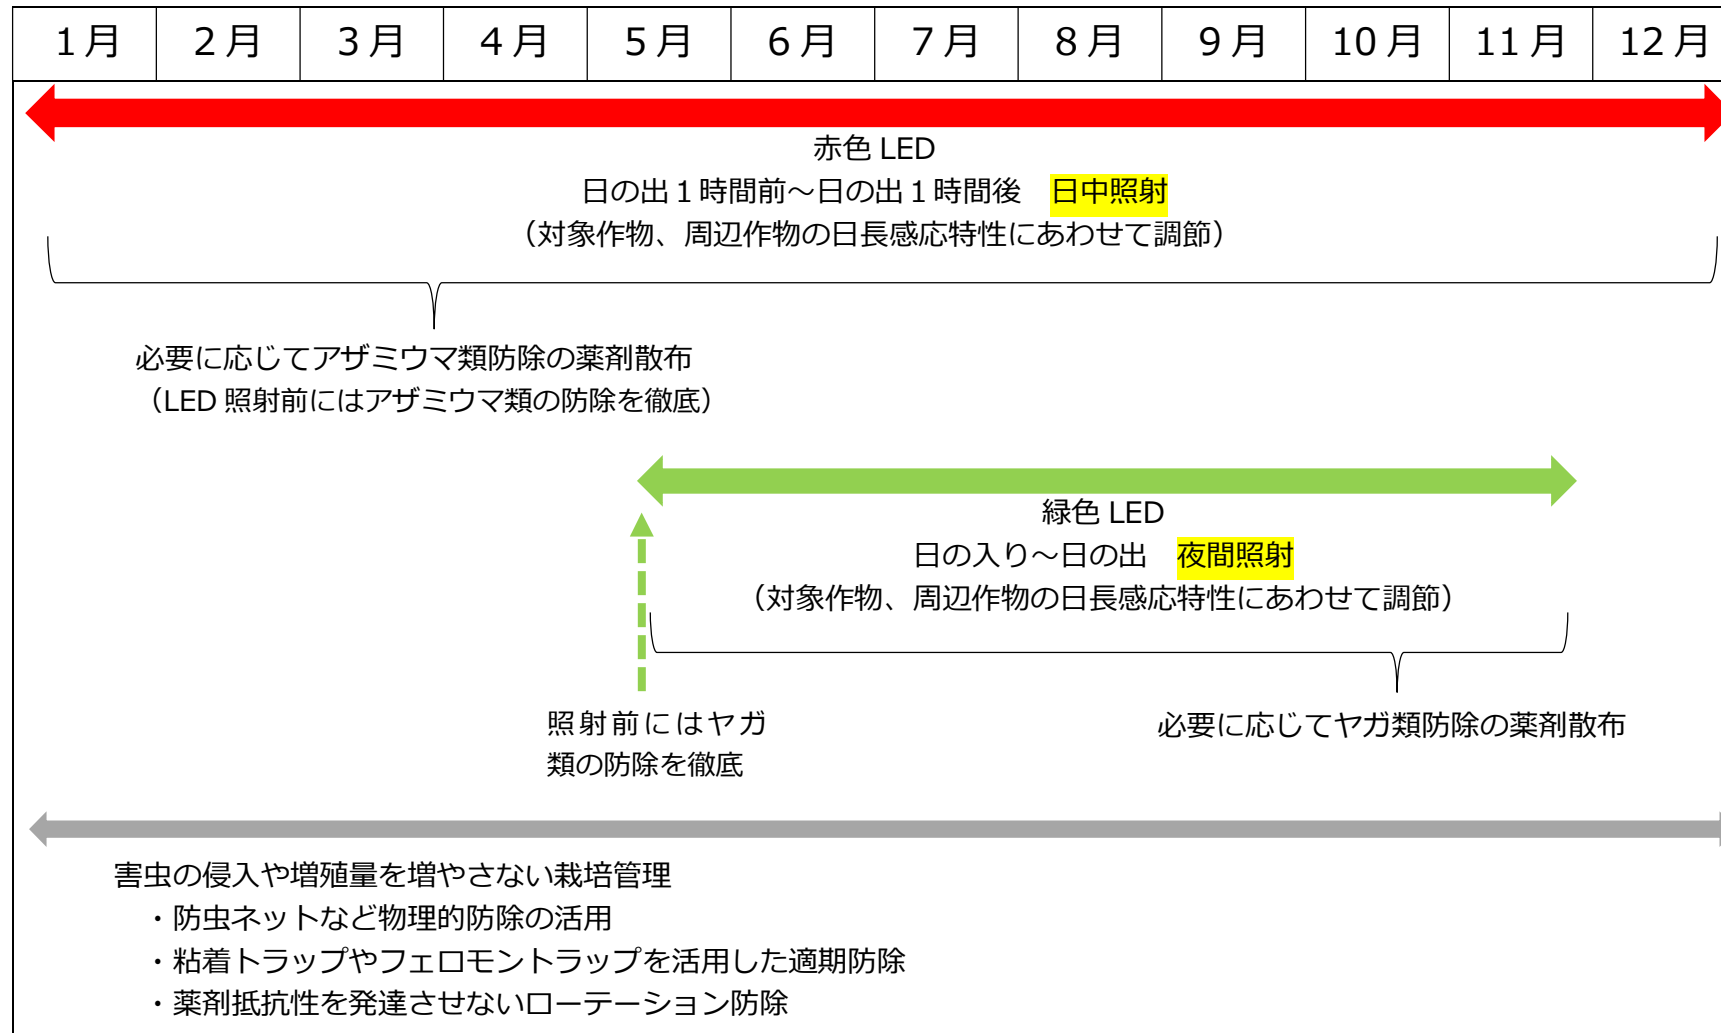 1月 2月 3月 4月 5月 6月 7月 8月 9月 10月 11月 12月
赤色 LED
日の出１時間前～日の出１時間後　日中照射
（対象作物、周辺作物の日長感応特性にあわせて調節）
必要に応じてアザミウマ類防除の薬剤散布
（LED 照射前にはアザミウマ類の防除を徹底）
緑色 LED
日の入り～日の出　夜間照射
（対象作物、周辺作物の日長感応特性にあわせて調節）
照射前にはヤガ
類の防除を徹底
必要に応じてヤガ類防除の薬剤散布
害虫の侵入や増殖量を増やさない栽培管理
・防虫ネットなど物理的防除の活用
・粘着トラップやフェロモントラップを活用した適期防除
・薬剤抵抗性を発達させないローテーション防除